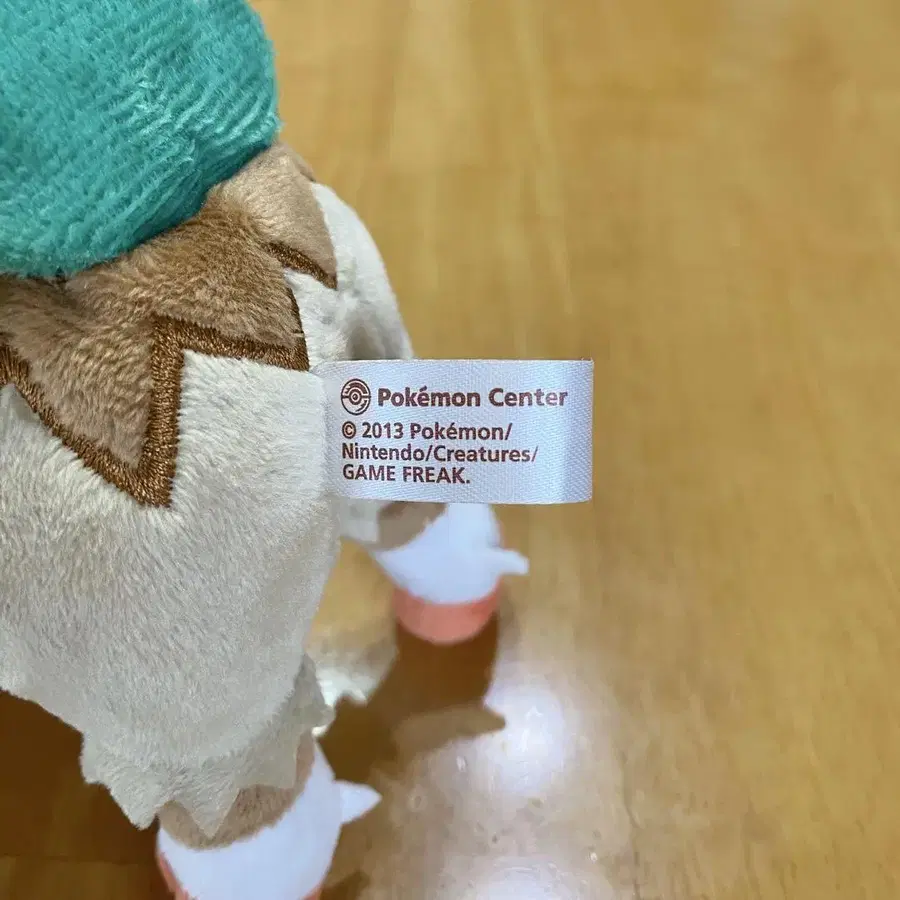 Pokémon Center
© 2013 Pokémon/
Nintendo/Creatures/
GAME FREAK.